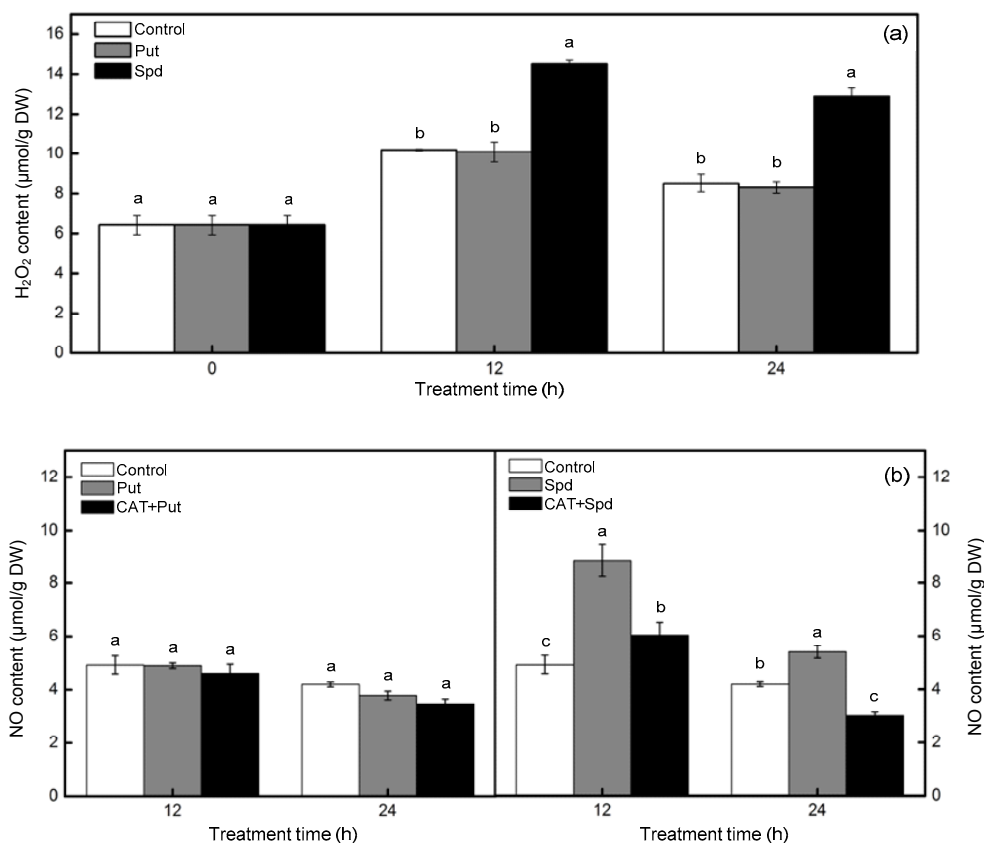 (a)
Control
Put
Spd
H₂O₂ content (µmol/g DW)
16
14
12
10
8
6
4
2
0
a a a
b b a
b b a
0 12 24
Treatment time (h)
(b)
Control
Put
CAT+Put
NO content (µmol/g DW)
12
10
8
6
4
2
0
a a a
a a a
12 24
Treatment time (h)
Control
Spd
CAT+Spd
c a b
b a c
12 24
Treatment time (h)
12
10
8
6
4
2
0
NO content (µmol/g DW)